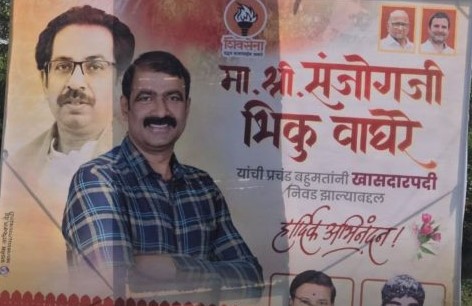 शिवसेना
मा. श्री. संजोगजी
भिकु वाघेरे
यांची प्रचंड बहुमतांनी खासदारपदी
निवड झाल्याबद्दल
हार्दिक अभिनंदन!